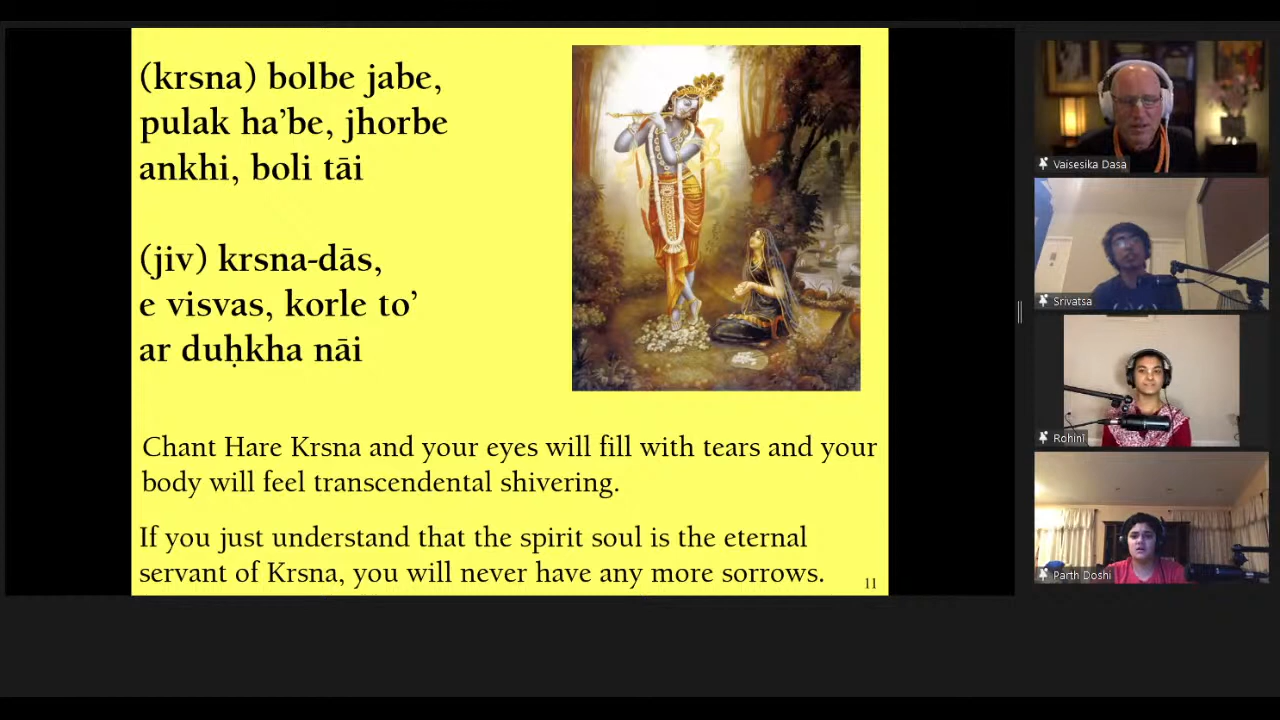 (krsna) bolbe jabe,
pulak ha’be, jhorbe
ankhi, boli tāi
(jiv) krsna-dās,
e visvas, korle to’
ar duḥkha nāi
Chant Hare Krsna and your eyes will fill with tears and your
body will feel transcendental shivering.
If you just understand that the spirit soul is the eternal
servant of Krsna, you will never have any more sorrows.
11
Vaisesika Dasa
Srivatsa
Rohinī
Parth Doshi